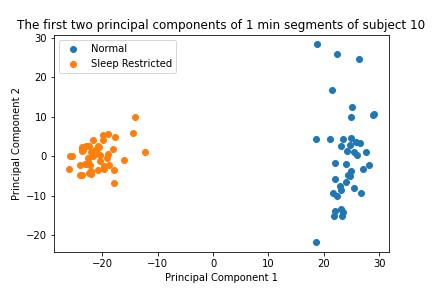 The first two principal components of 1 min segments of subject 10
30
20
10
0
−10
−20
Principal Component 2
Normal
Sleep Restricted
−20
−10
0
10
20
30
Principal Component 1